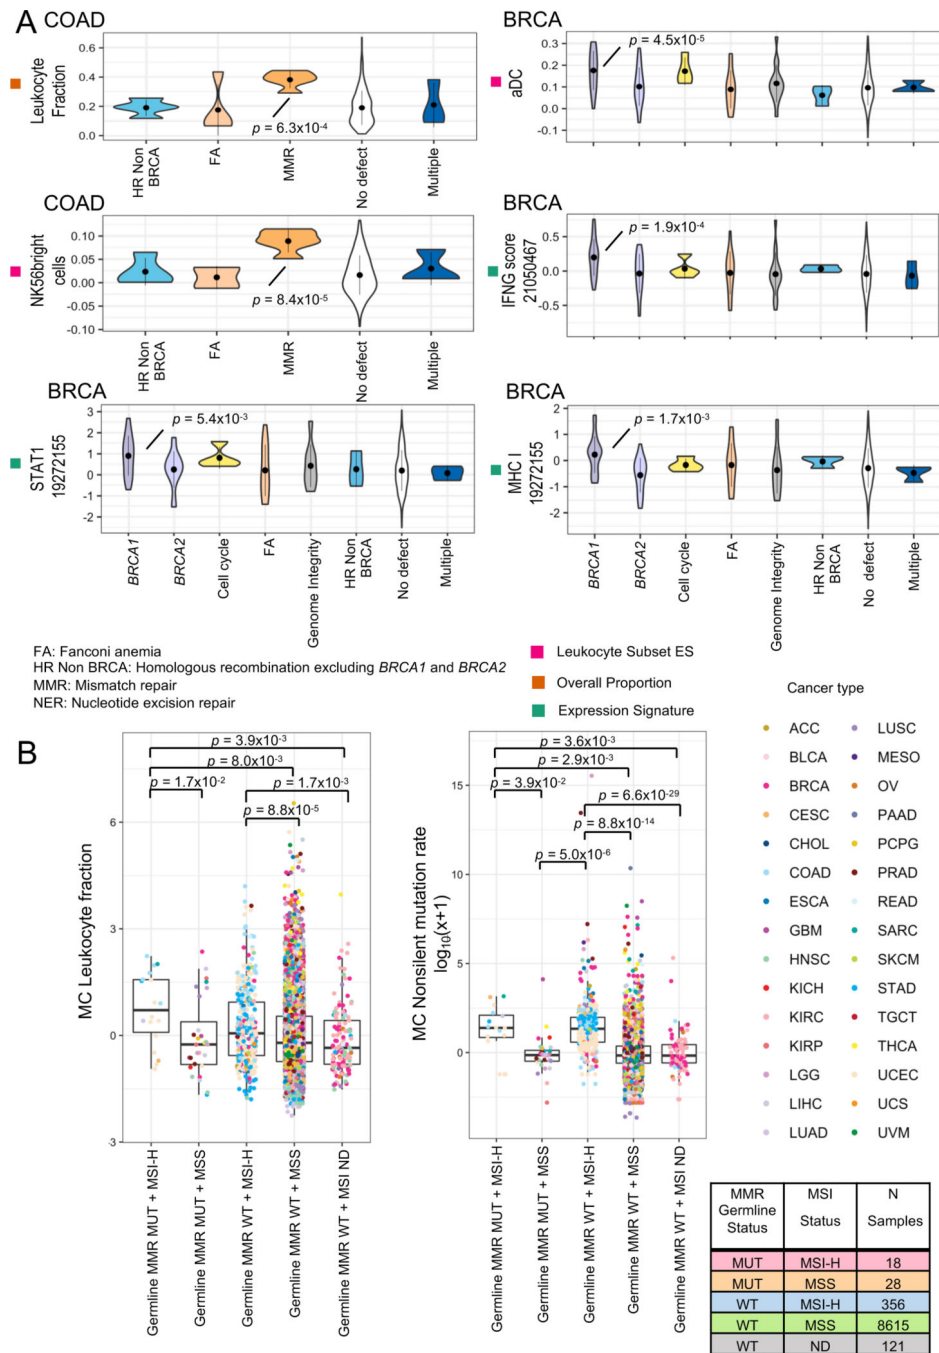 A
COAD
Leukocyte
Fraction
0.6
0.4
0.2
0.0
p = 6.3x10-4
HR Non
BRCA
FA
MMR
No defect
Multiple
COAD
NK56bright
cells
0.10
0.05
0.00
-0.05
-0.10
p = 8.4x10-5
HR Non
BRCA
FA
MMR
No defect
Multiple
BRCA
STAT1
19272155
3
2
1
0
-2
p = 5.4x10-3
BRCA1
BRCA2
Cell cycle
FA
Genome Integrity
HR Non
BRCA
No defect
Multiple
BRCA
aDC
0.3
0.2
0.1
0.0
-0.1
p = 4.5x10-5
BRCA
IFNG score
21050467
0.5
0.0
-0.5
p = 1.9x10-4
BRCA
MHC I
19272155
2
1
0
-1
-2
p = 1.7x10-3
BRCA1
BRCA2
Cell cycle
FA
Genome Integrity
HR Non
BRCA
No defect
Multiple
FA: Fanconi anemia
HR Non BRCA: Homologous recombination excluding BRCA1 and BRCA2
MMR: Mismatch repair
NER: Nucleotide excision repair
Leukocyte Subset ES
Overall Proportion
Expression Signature
B
MC Leukocyte fraction
6
3
0
-3
p = 3.9x10-3
p = 8.0x10-3
p = 1.7x10-2
p = 1.7x10-3
p = 8.8x10-5
Germline MMR MUT + MSI-H
Germline MMR MUT + MSS
Germline MMR WT + MSI-H
Germline MMR WT + MSS
Germline MMR WT + MSI ND
MC Nonsilent mutation rate
log10(x+1)
15
10
5
0
p = 3.6x10-3
p = 2.9x10-3
p = 3.9x10-2
p = 6.6x10-29
p = 8.8x10-14
p = 5.0x10-6
Germline MMR MUT + MSI-H
Germline MMR MUT + MSS
Germline MMR WT + MSI-H
Germline MMR WT + MSS
Germline MMR WT + MSI ND
Cancer type
ACC LUSC
BLCA MESO
BRCA OV
CESC PAAD
CHOL PCPG
COAD PRAD
ESCA READ
GBM SARC
HNSC SKCM
KICH STAD
KIRC TGCT
KIRP THCA
LGG UCEC
LIHC UCS
LUAD UVM
MMR MSI N
Germline Status Samples
Status
MUT MSI-H 18
MUT MSS 28
WT MSI-H 356
WT MSS 8615
WT ND 121